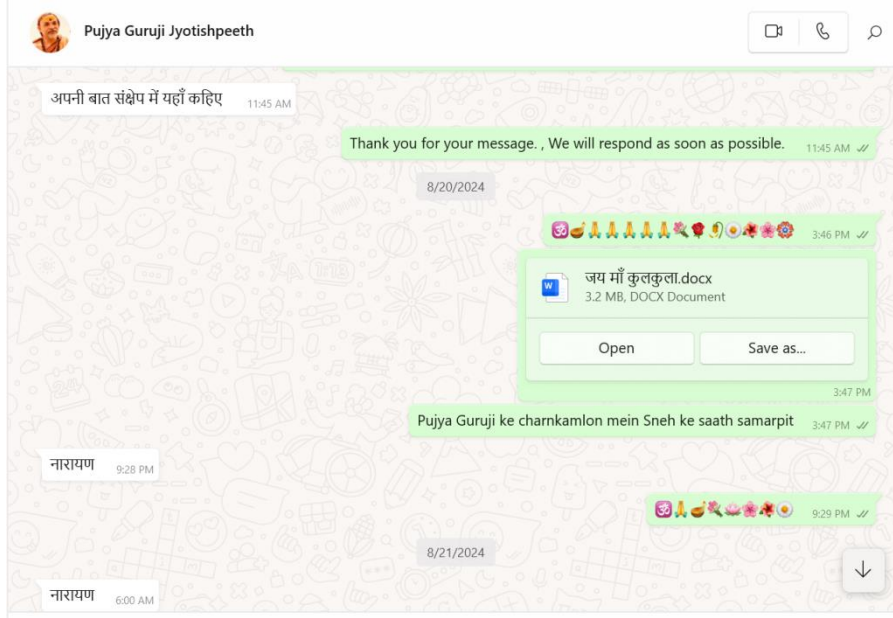 Pujya Guruji Jyotishpeeth
अपनी बात संक्षेप में यहाँ कहिए 11:45 AM
Thank you for your message. , We will respond as soon as possible. 11:45 AM
8/20/2024
🕉️🪔🙏🙏🙏🙏🙏💐🌹🥀🌼🌺🌸🏵️ 3:46 PM
जय माँ कुलकुला.docx
3.2 MB, DOCX Document
Open Save as...
3:47 PM
Pujya Guruji ke charnkamlon mein Sneh ke saath samarpit 3:47 PM
नारायण 9:28 PM
🕉️🙏🪔💐🪷🌸🌺🌼 9:29 PM
8/21/2024
नारायण 6:00 AM